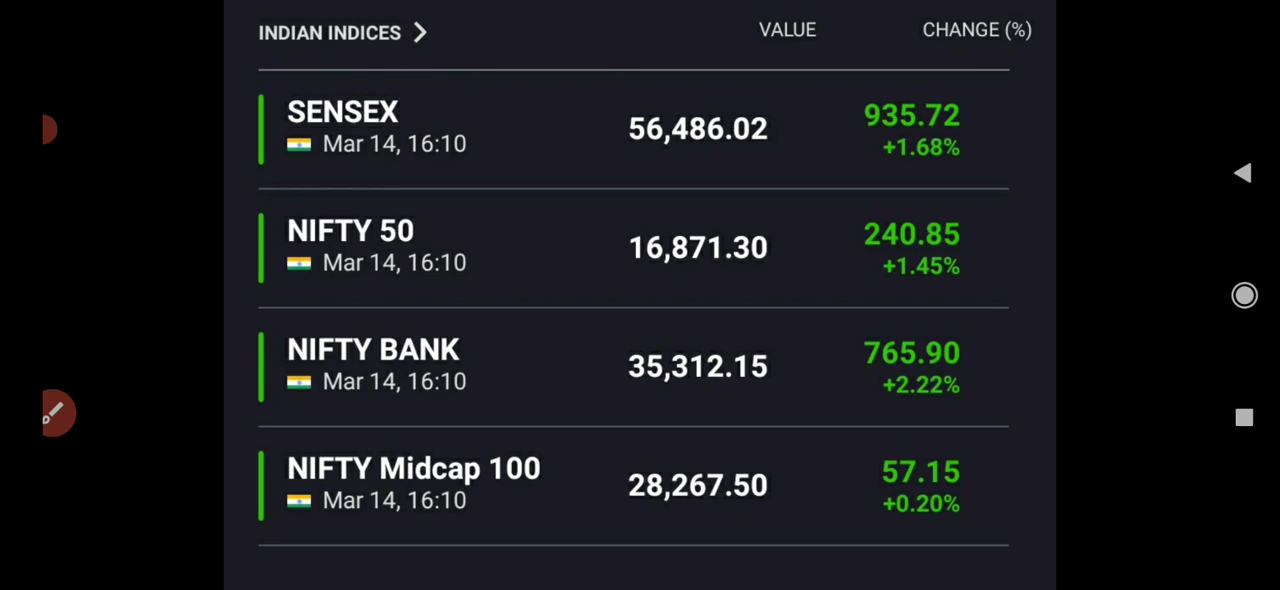 INDIAN INDICES VALUE CHANGE (%)
SENSEX 56,486.02 935.72
Mar 14, 16:10 +1.68%
NIFTY 50 16,871.30 240.85
Mar 14, 16:10 +1.45%
NIFTY BANK 35,312.15 765.90
Mar 14, 16:10 +2.22%
NIFTY Midcap 100 28,267.50 57.15
Mar 14, 16:10 +0.20%